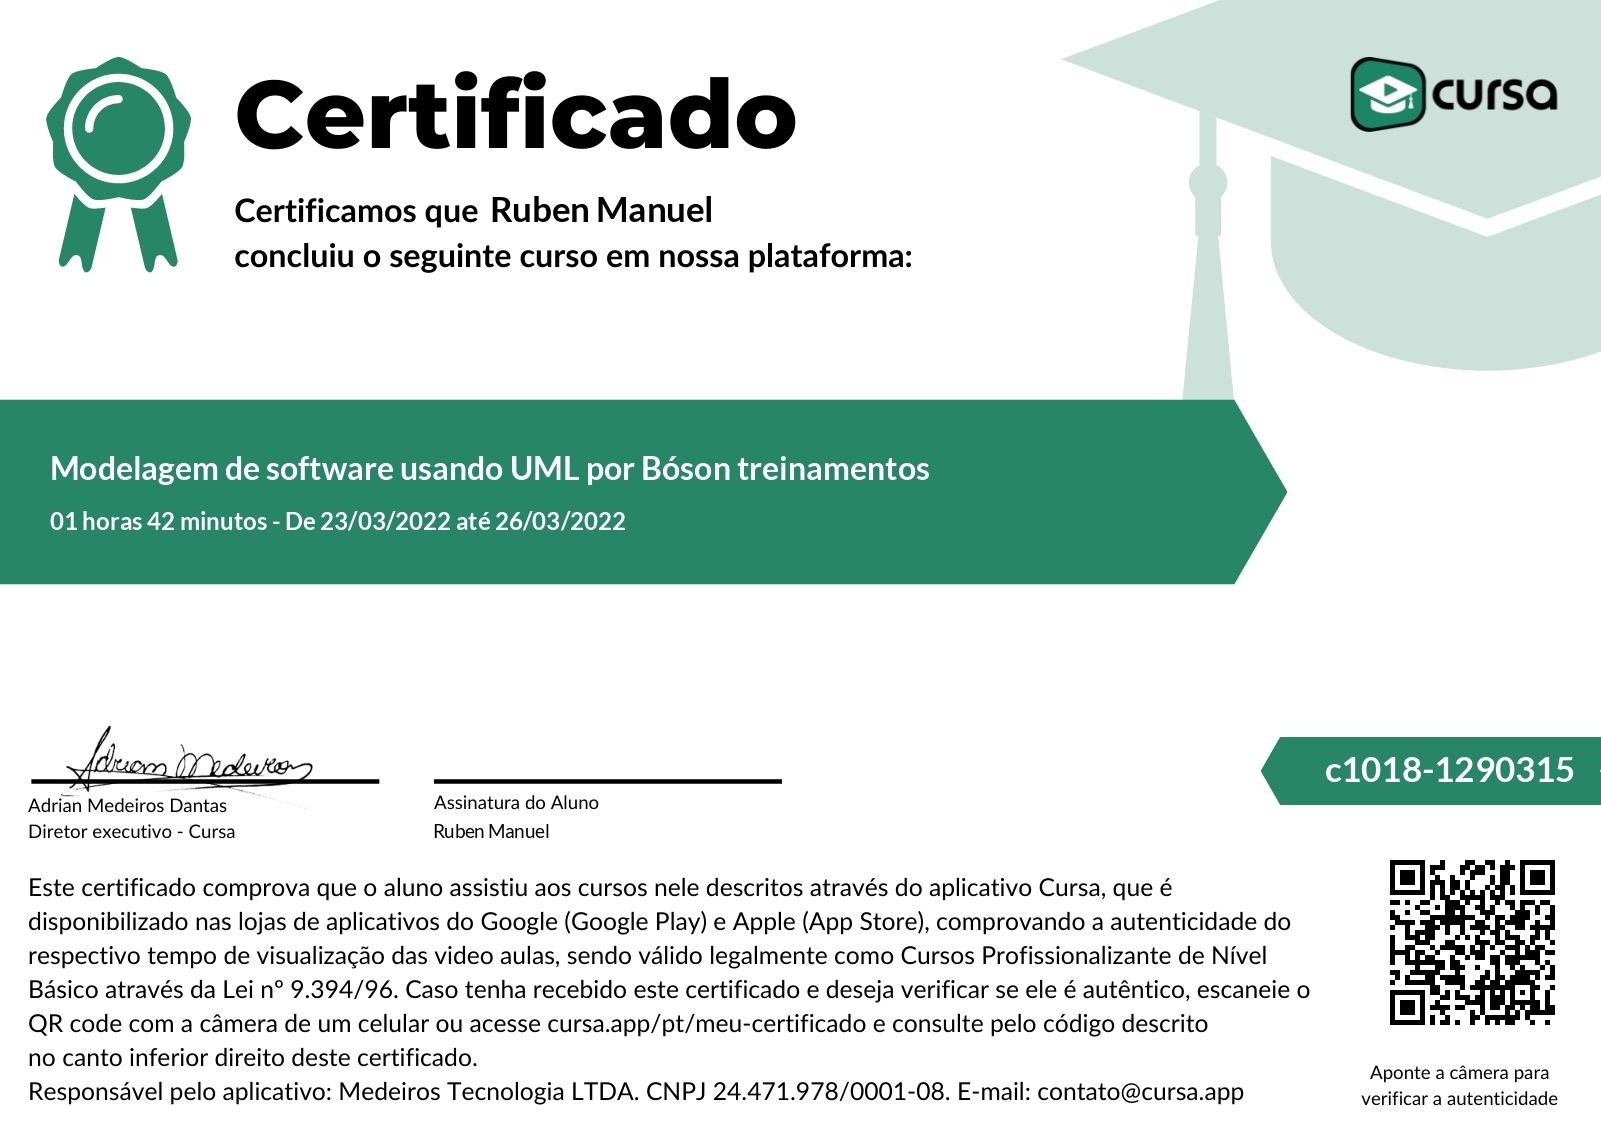 cursa
Certificado
Certificamos que Ruben Manuel
concluiu o seguinte curso em nossa plataforma:
Modelagem de software usando UML por Bóson treinamentos
01 horas 42 minutos - De 23/03/2022 até 26/03/2022
Adrian Medeiros
Adrian Medeiros Dantas
Diretor executivo - Cursa
Assinatura do Aluno
Ruben Manuel
c1018-1290315
Este certificado comprova que o aluno assistiu aos cursos nele descritos através do aplicativo Cursa, que é
disponibilizado nas lojas de aplicativos do Google (Google Play) e Apple (App Store), comprovando a autenticidade do
respectivo tempo de visualização das video aulas, sendo válido legalmente como Cursos Profissionalizante de Nível
Básico através da Lei nº 9.394/96. Caso tenha recebido este certificado e deseja verificar se ele é autêntico, escaneie o
QR code com a câmera de um celular ou acesse cursa.app/pt/meu-certificado e consulte pelo código descrito
no canto inferior direito deste certificado.
Responsável pelo aplicativo: Medeiros Tecnologia LTDA. CNPJ 24.471.978/0001-08. E-mail: contato@cursa.app
Aponte a câmera para
verificar a autenticidade